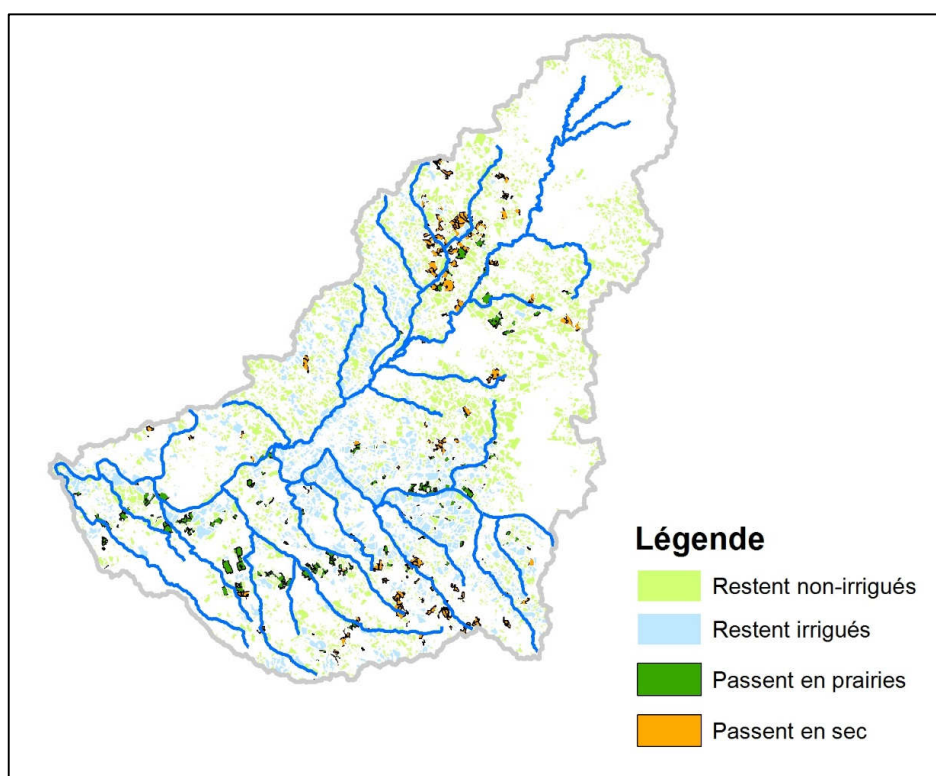 Légende
Restent non-irrigués
Restent irrigués
Passent en prairies
Passent en sec